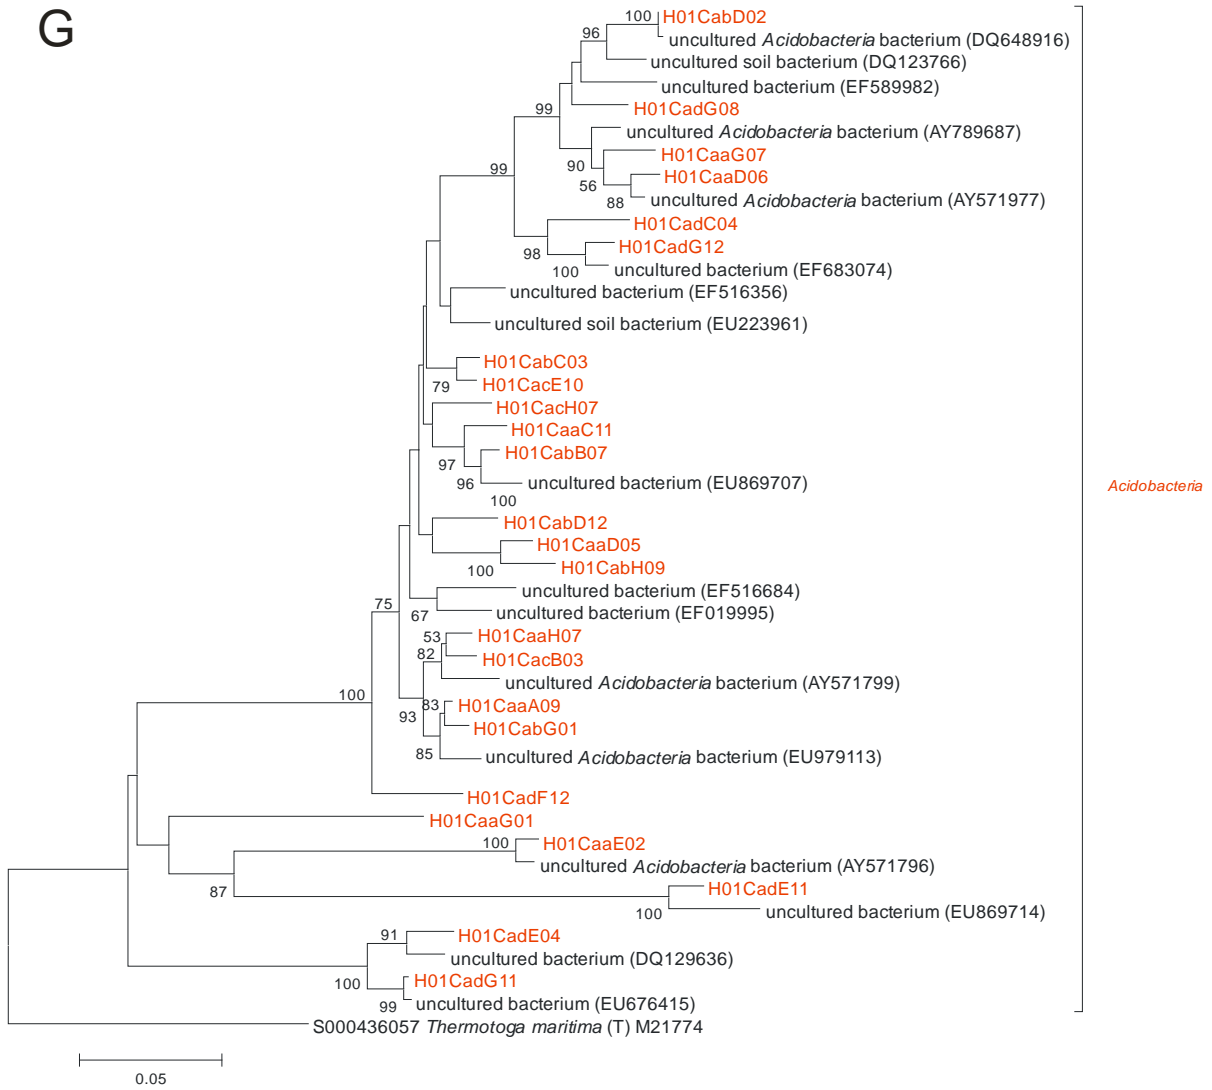 G
100 H01CabD02
96
uncultured Acidobacteria bacterium (DQ648916)
uncultured soil bacterium (DQ123766)
uncultured bacterium (EF589982)
99 H01CadG08
uncultured Acidobacteria bacterium (AY789687)
H01CaaG07
90
99
H01CaaD06
56
88 uncultured Acidobacteria bacterium (AY571977)
H01CadC04
H01CadG12
98
100 uncultured bacterium (EF683074)
uncultured bacterium (EF516356)
uncultured soil bacterium (EU223961)
H01CabC03
79 H01CacE10
H01CacH07
H01CaaC11
H01CabB07
97
96 uncultured bacterium (EU869707)
Acidobacteria
100
H01CabD12
H01CaaD05
100 H01CabH09
uncultured bacterium (EF516684)
75
67 uncultured bacterium (EF019995)
53 H01CaaH07
82 H01CacB03
uncultured Acidobacteria bacterium (AY571799)
100
83 H01CaaA09
93
H01CabG01
85 uncultured Acidobacteria bacterium (EU979113)
H01CadF12
H01CaaG01
100 H01CaaE02
uncultured Acidobacteria bacterium (AY571796)
87 H01CadE11
100 uncultured bacterium (EU869714)
91 H01CadE04
uncultured bacterium (DQ129636)
100 H01CadG11
99 uncultured bacterium (EU676415)
S000436057 Thermotoga maritima (T) M21774
0.05